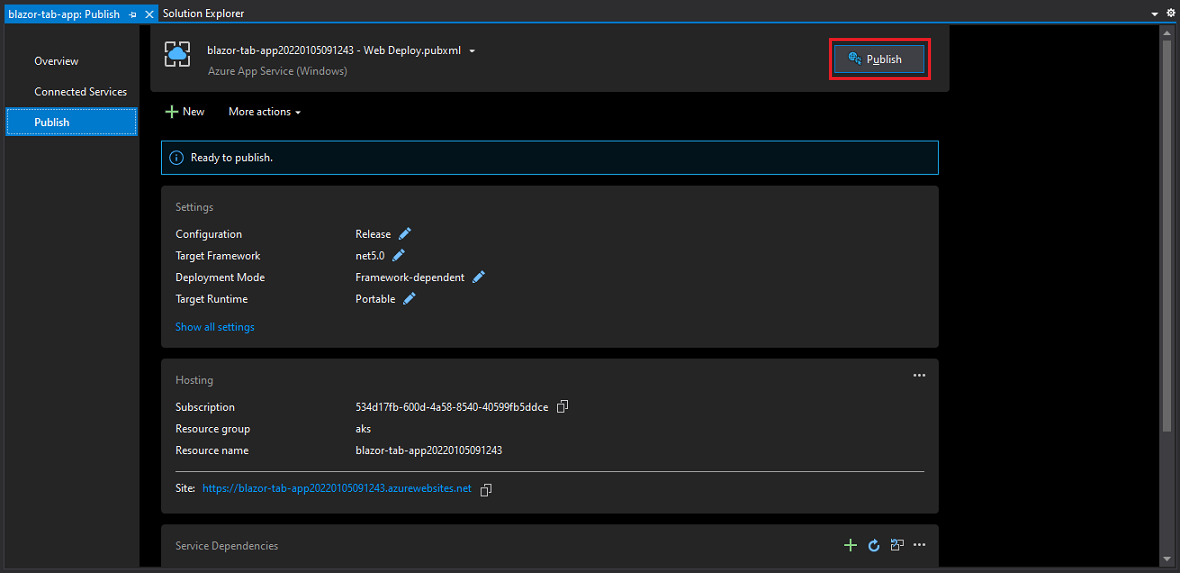 blazor-tab-app: Publish
Solution Explorer
Overview
Connected Services
Publish
blazor-tab-app20220105091243 - Web Deploy.pubxml
Azure App Service (Windows)
Publish
New
More actions
Ready to publish.
Settings
Configuration Release
Target Framework net5.0
Deployment Mode Framework-dependent
Target Runtime Portable
Show all settings
Hosting
Subscription 534d17fb-600d-4a58-8540-40599fb5ddce
Resource group aks
Resource name blazor-tab-app20220105091243
Site: https://blazor-tab-app20220105091243.azurewebsites.net
Service Dependencies